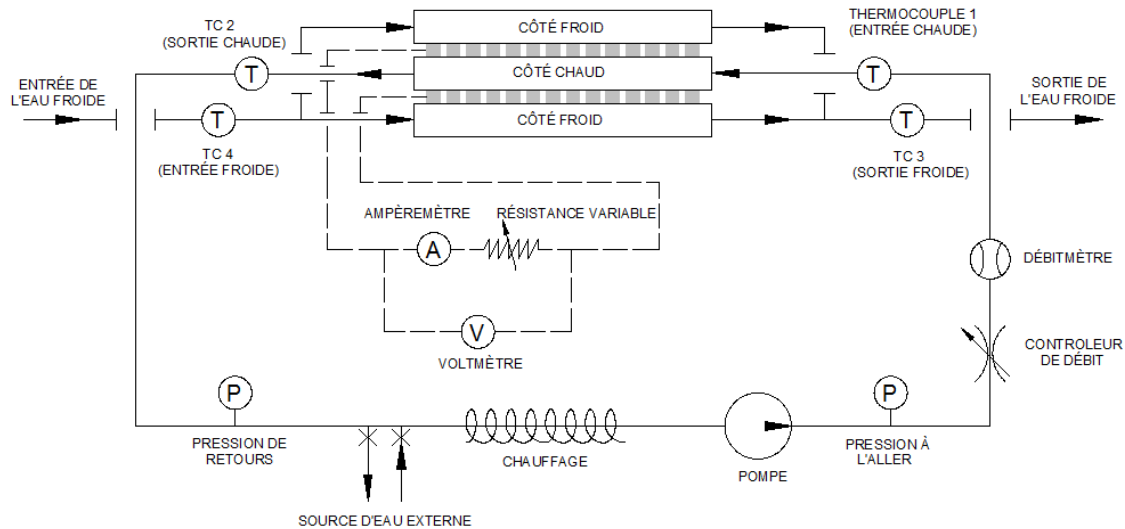 TC 2
(SORTIE CHAUDE)
CÔTÉ FROID
THERMOCOUPLE 1
(ENTRÉE CHAUDE)
ENTRÉE DE
L'EAU FROIDE
T
CÔTÉ CHAUD
T
SORTIE DE
L'EAU FROIDE
T
CÔTÉ FROID
T
TC 4
(ENTRÉE FROIDE)
TC 3
(SORTIE FROIDE)
AMPÈREMÈTRE
RÉSISTANCE VARIABLE
A
DÉBITMÈTRE
V
VOLTMÈTRE
CONTROLEUR
DE DÉBIT
P
P
PRESSION DE
RETOURS
CHAUFFAGE
POMPE
PRESSION À
L'ALLER
SOURCE D'EAU EXTERNE